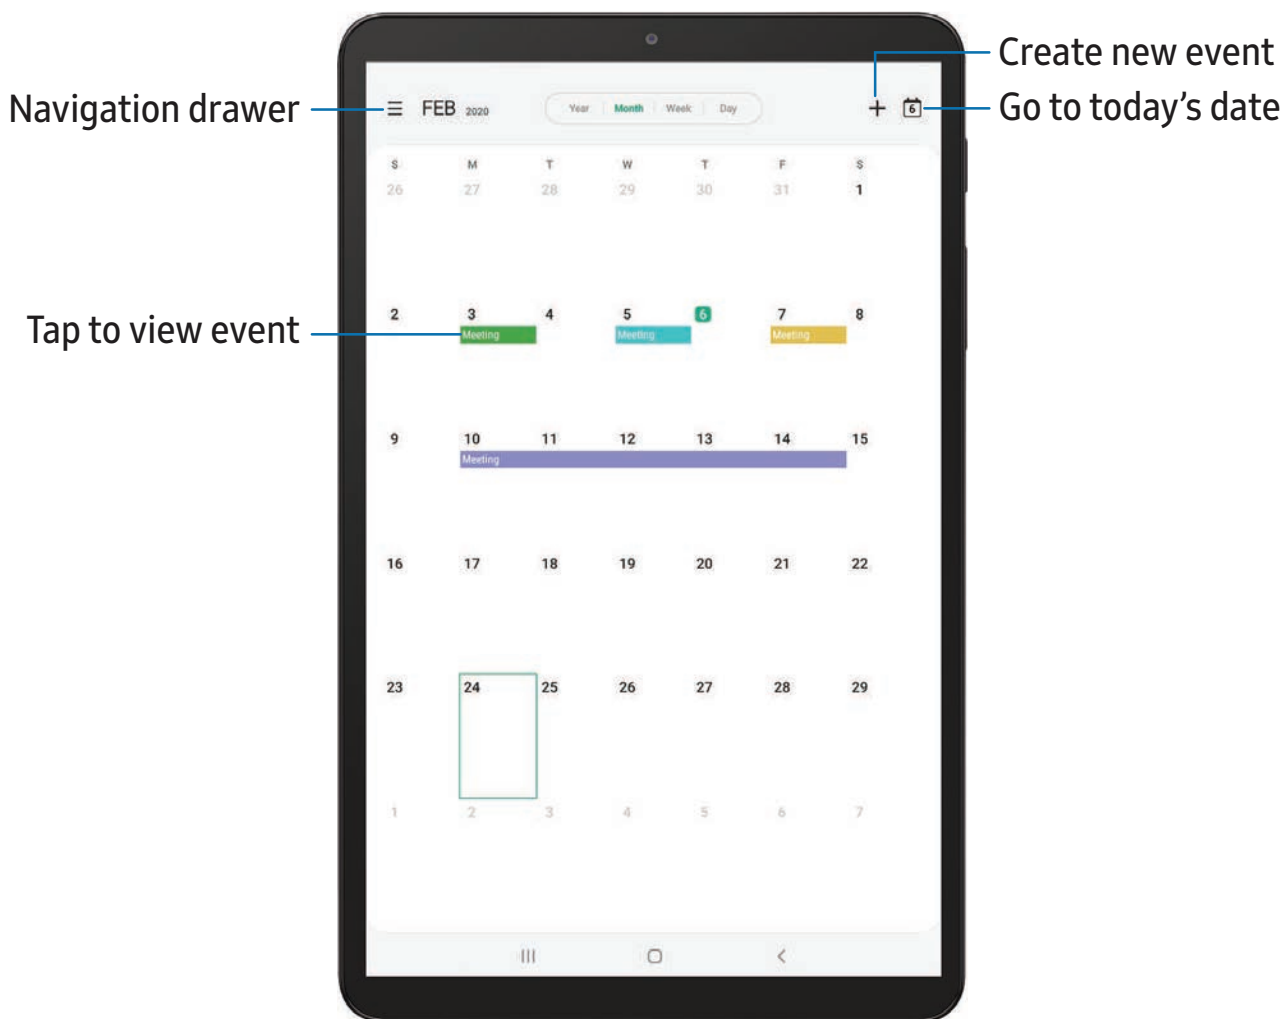 Create new event
Navigation drawer
FEB 2020
Year Month Week Day
6
Go to today's date
S M T W T F S
26 27 28 29 30 31 1
2 3 4 5 6 7 8
Tap to view event
Meeting Meeting Meeting
9 10 11 12 13 14 15
Meeting
16 17 18 19 20 21 22
23 24 25 26 27 28 29
1 2 3 4 5 6 7